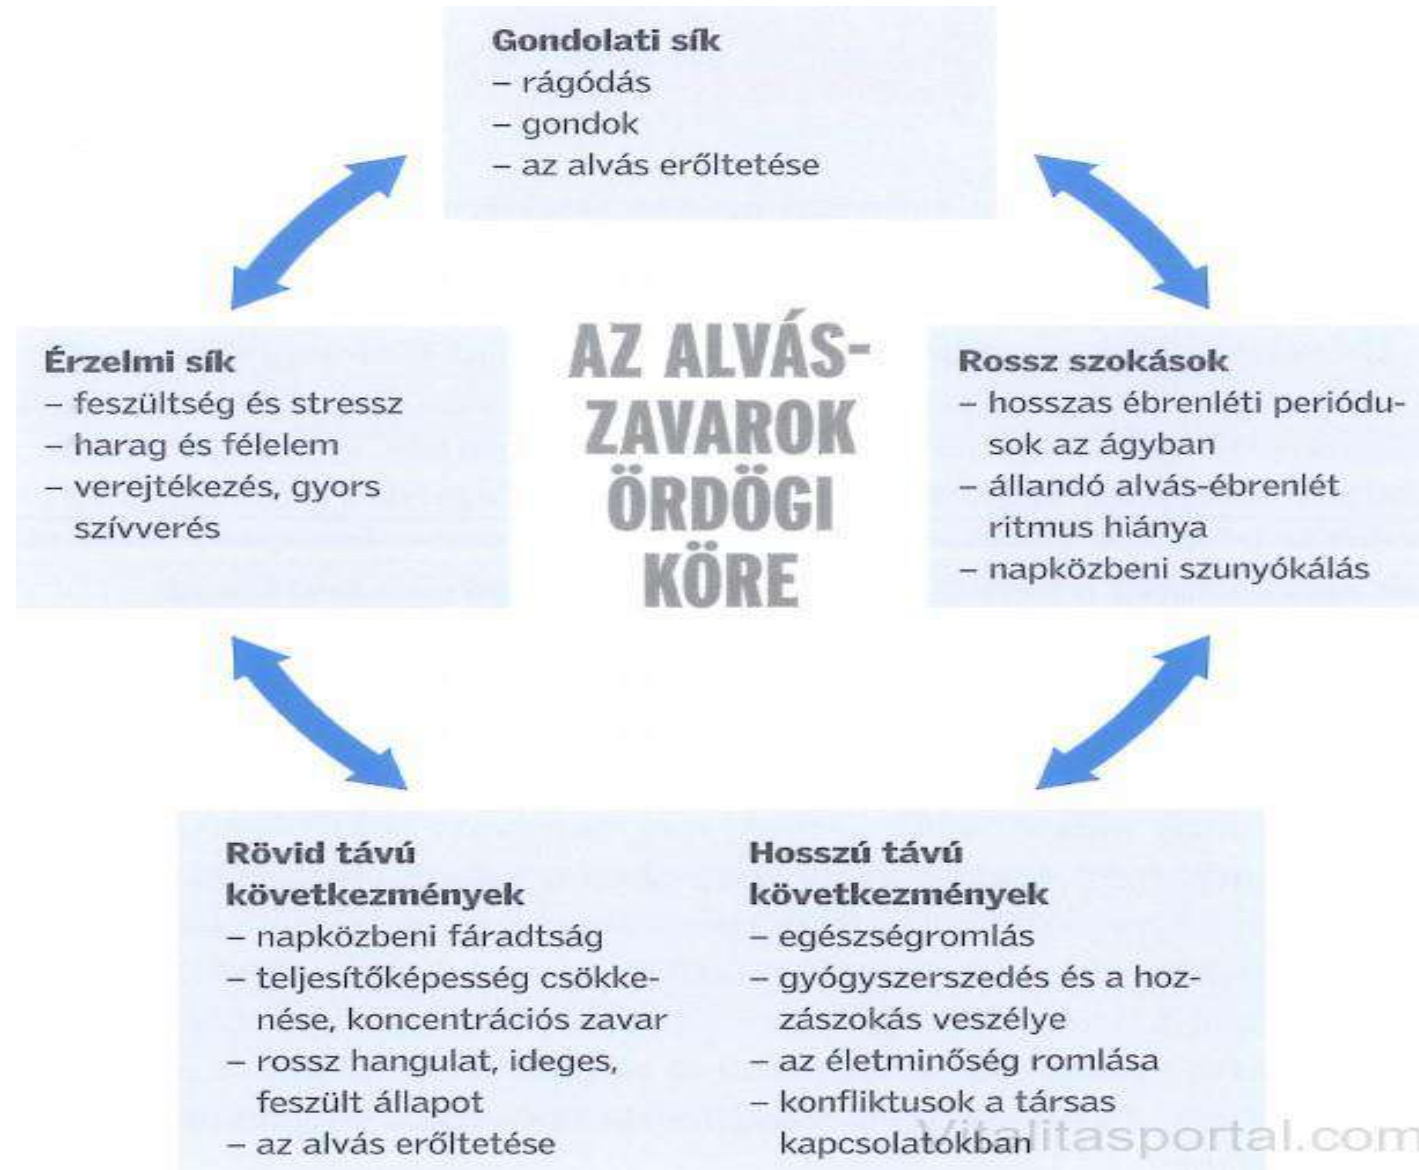 Gondolati sík
– rágódás
– gondok
– az alvás erőltetése
Érzelmi sík
– feszültség és stressz
– harag és félelem
– verejtékezés, gyors
szívverés
AZ ALVÁS-
ZAVAROK
ÖRDÖGI
KÖRE
Rossz szokások
– hosszas ébrenléti periódu-
sok az ágyban
– állandó alvás-ébrenlét
ritmus hiánya
– napközbeni szunyókálás
Rövid távú
következmények
– napközbeni fáradtság
– teljesítőképesség csökke-
nése, koncentrációs zavar
– rossz hangulat, ideges,
feszült állapot
– az alvás erőltetése
Hosszú távú
következmények
– egészségromlás
– gyógyszerszedés és a hoz-
zászokás veszélye
– az életminőség romlása
– konfliktusok a társas
kapcsolatokban
Vitalitasportal.com